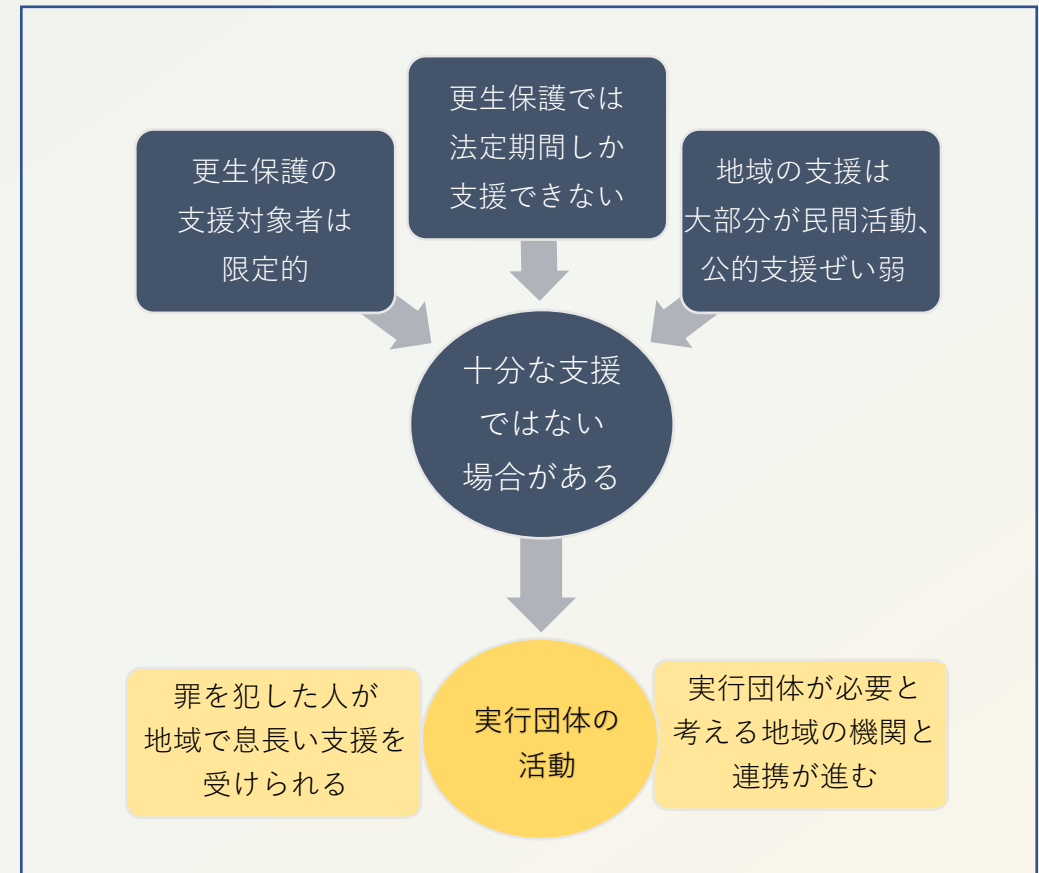 更生保護の
支援対象者は
限定的
更生保護では
法定期間しか
支援できない
地域の支援は
大部分が民間活動、
公的支援ぜい弱
十分な支援
ではない
場合がある
罪を犯した人が
地域で息長い支援を
受けられる
実行団体の
活動
実行団体が必要と
考える地域の機関と
連携が進む